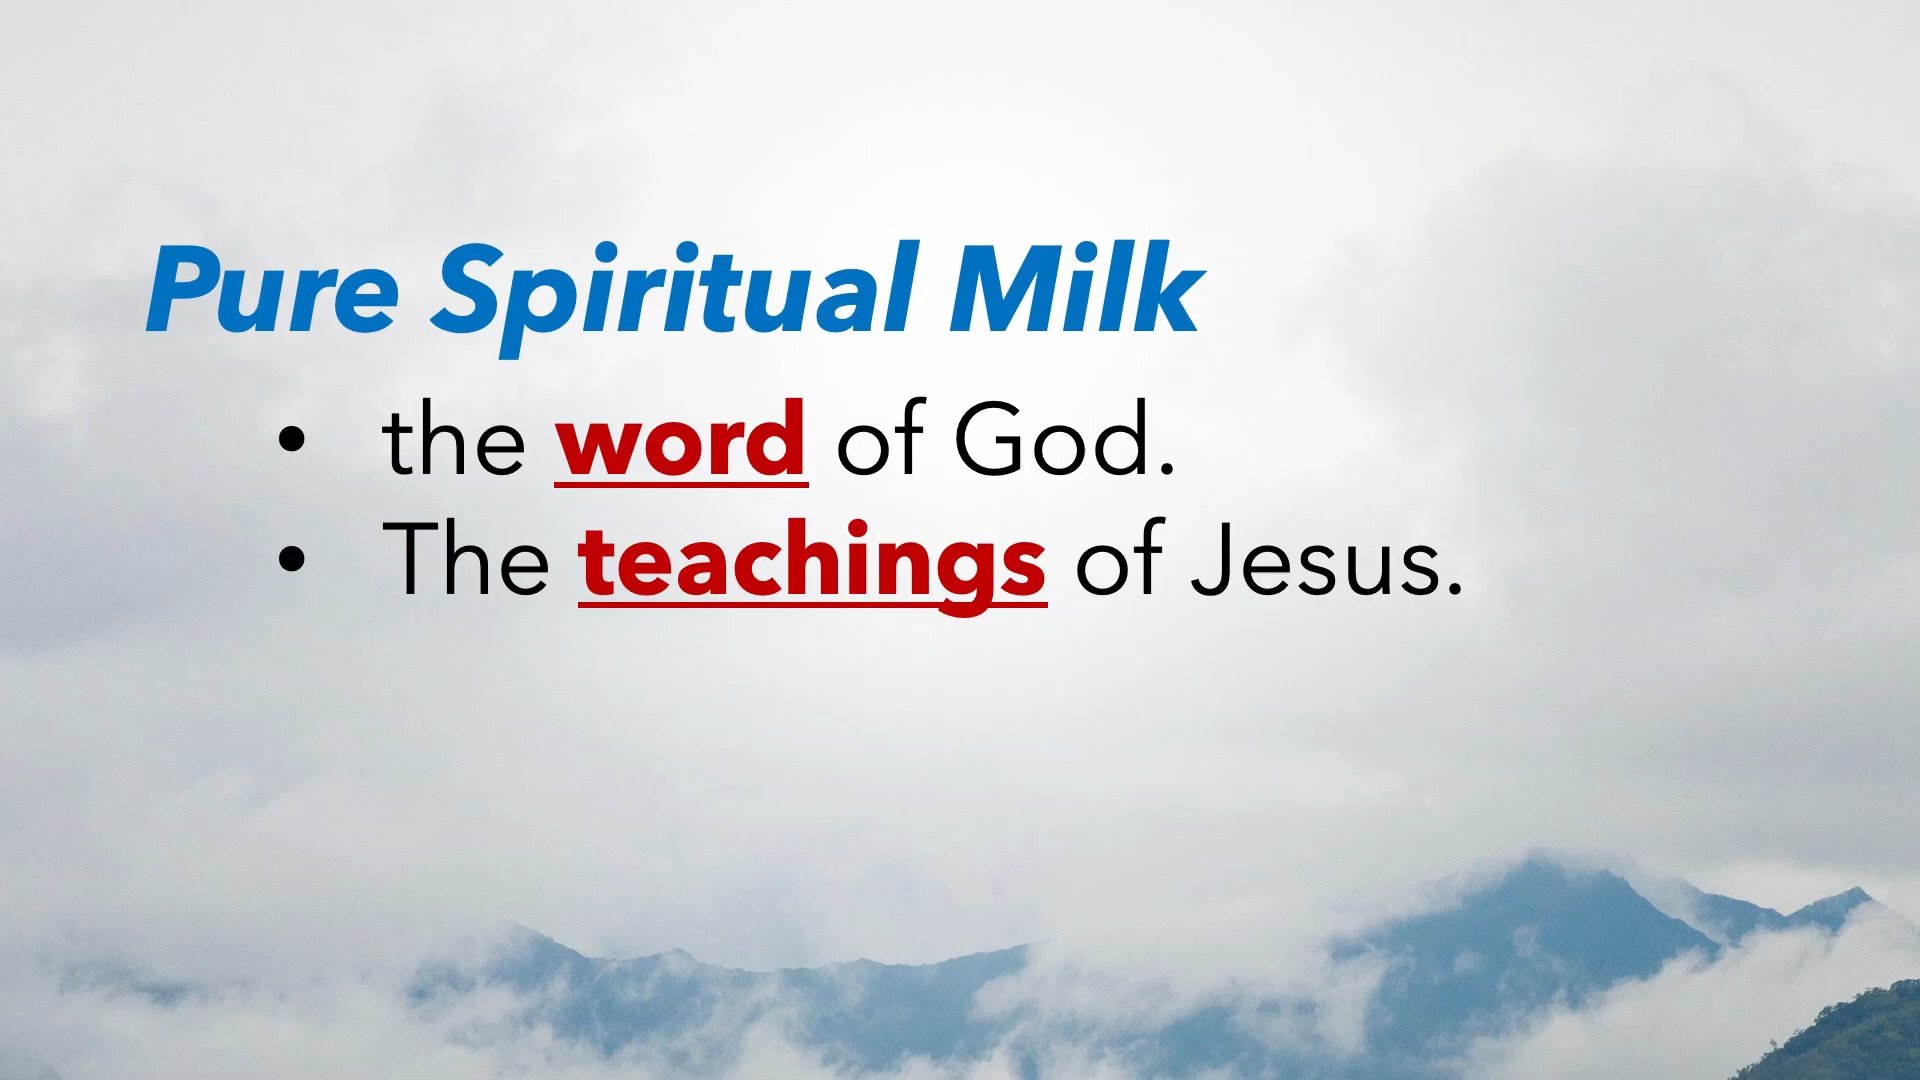 Pure Spiritual Milk
• the word of God.
• The teachings of Jesus.